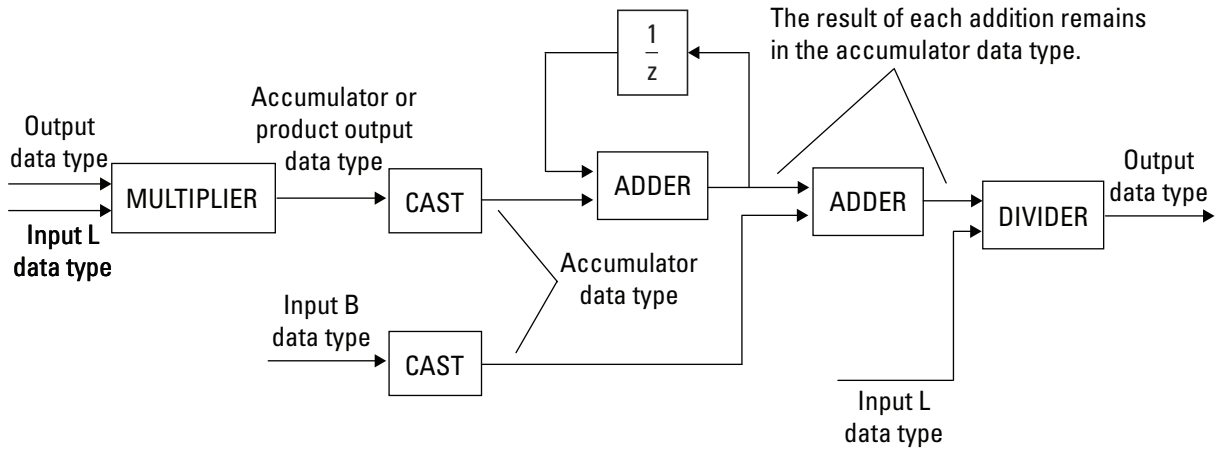 The result of each addition remains
in the accumulator data type.
1
z
Accumulator or
product output
data type
Output
data type
MULTIPLIER
Input L
data type
CAST
ADDER
ADDER
DIVIDER
Output
data type
Accumulator
data type
Input B
data type
CAST
Input L
data type